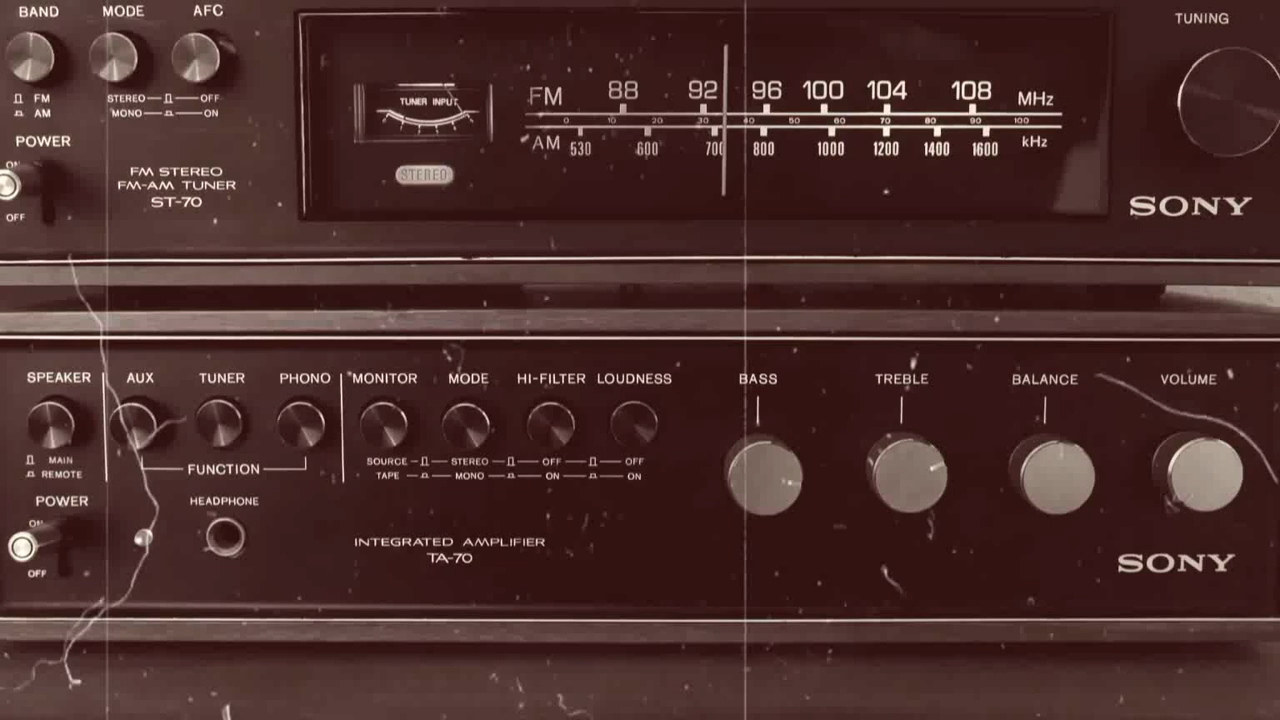 BAND MODE AFC
TUNING
FM STEREO OFF
AM MONO ON
TUNER INPUT
FM 88 92 96 100 104 108 MHz
0 10 20 30 40 50 60 70 80 90 100
AM 530 600 700 800 1000 1200 1400 1600 kHz
POWER
ON
OFF
STEREO
FM STEREO
FM-AM TUNER
ST-70
SONY
SPEAKER AUX TUNER PHONO MONITOR MODE HI-FILTER LOUDNESS BASS TREBLE BALANCE VOLUME
MAIN
REMOTE
FUNCTION
SOURCE STEREO OFF OFF
TAPE MONO ON ON
POWER
ON
OFF
HEADPHONE
INTEGRATED AMPLIFIER
TA-70
SONY